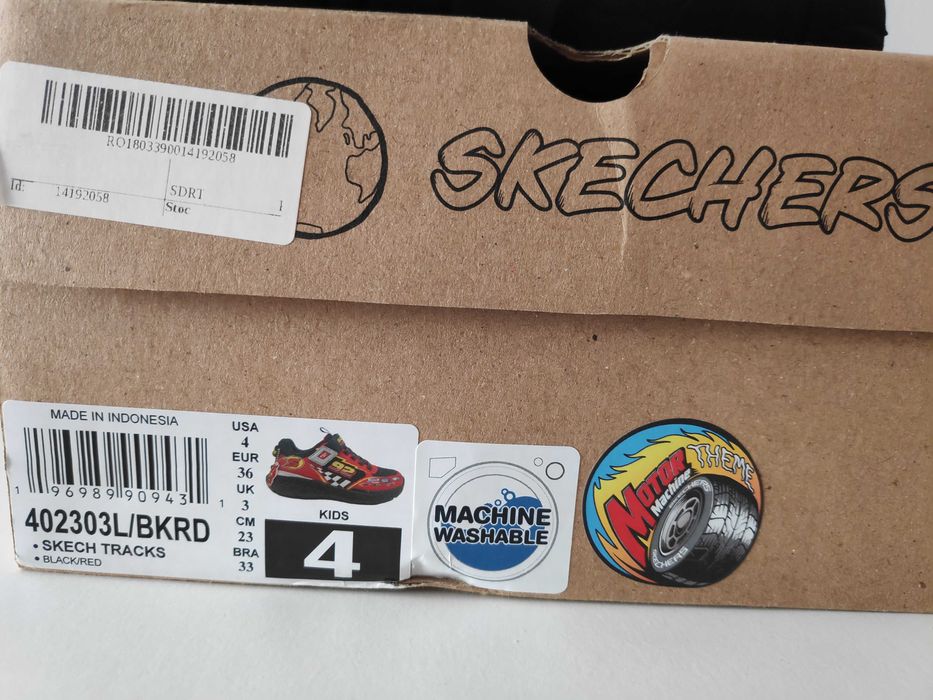 RO1803390014192058
Id: 14192058
SDRT
1
Stoc
SKECHERS
MADE IN INDONESIA
1 96989 90943 1
402303L/BKRD
• SKECH TRACKS
• BLACK/RED
USA
4
EUR
36
UK
3
CM
23
BRA
33
KIDS
4
MACHINE
WASHABLE
MOTOR
Machine
THEME